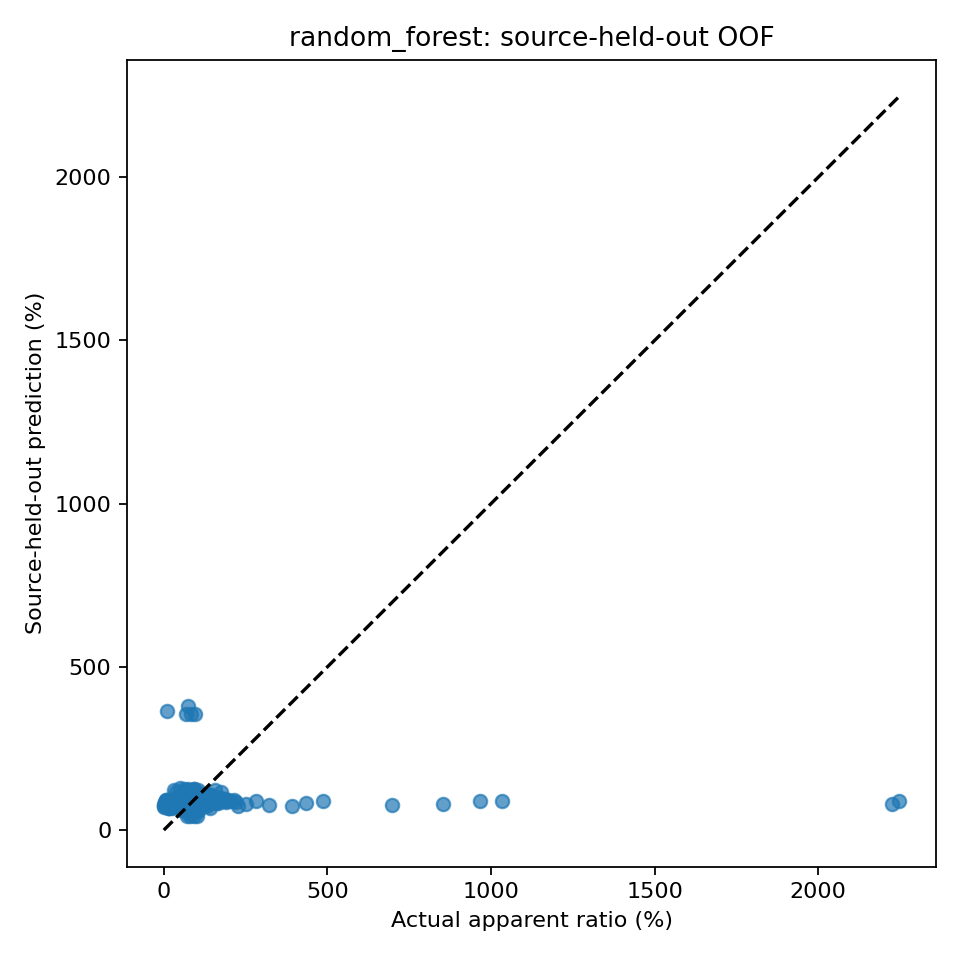 random_forest: source-held-out OOF
Source-held-out prediction (%)
2000
1500
1000
500
0
0 500 1000 1500 2000
Actual apparent ratio (%)